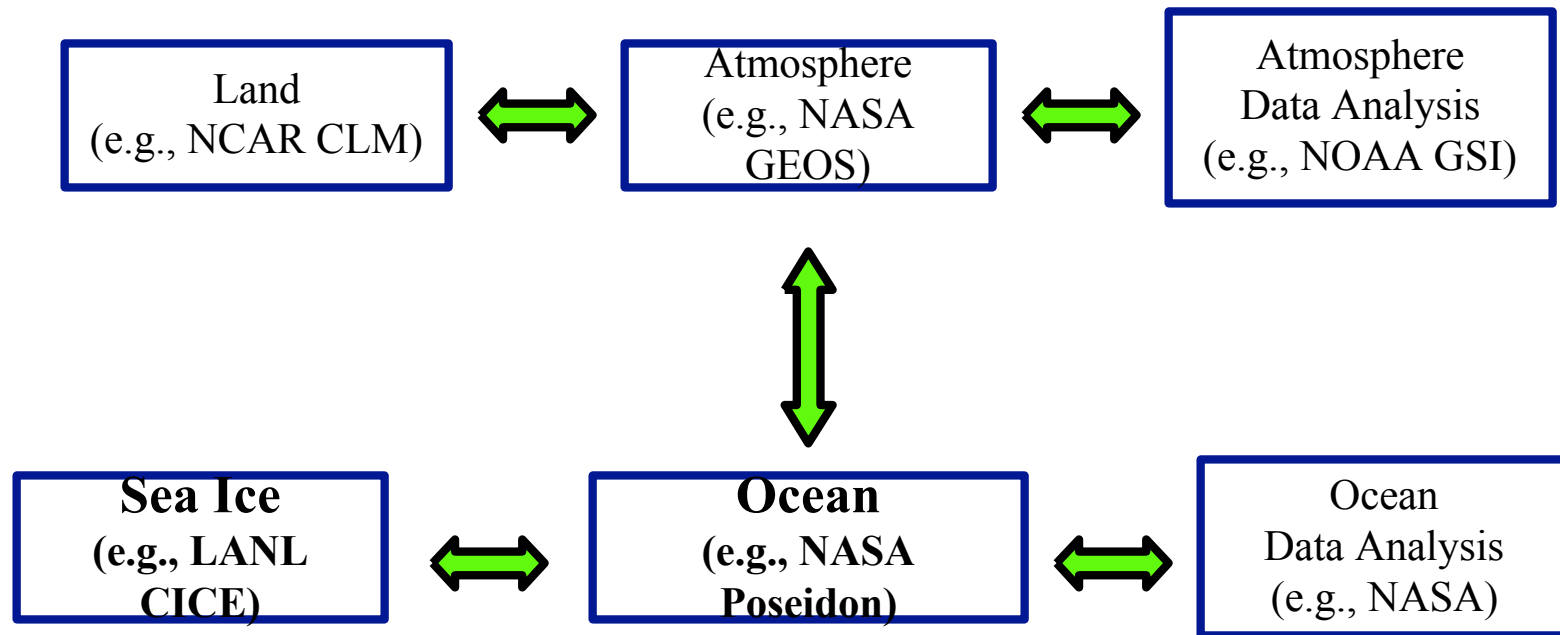 Land
(e.g., NCAR CLM)
Atmosphere
(e.g., NASA
GEOS)
Atmosphere
Data Analysis
(e.g., NOAA GSI)
Sea Ice
(e.g., LANL
CICE)
Ocean
(e.g., NASA
Poseidon)
Ocean
Data Analysis
(e.g., NASA)